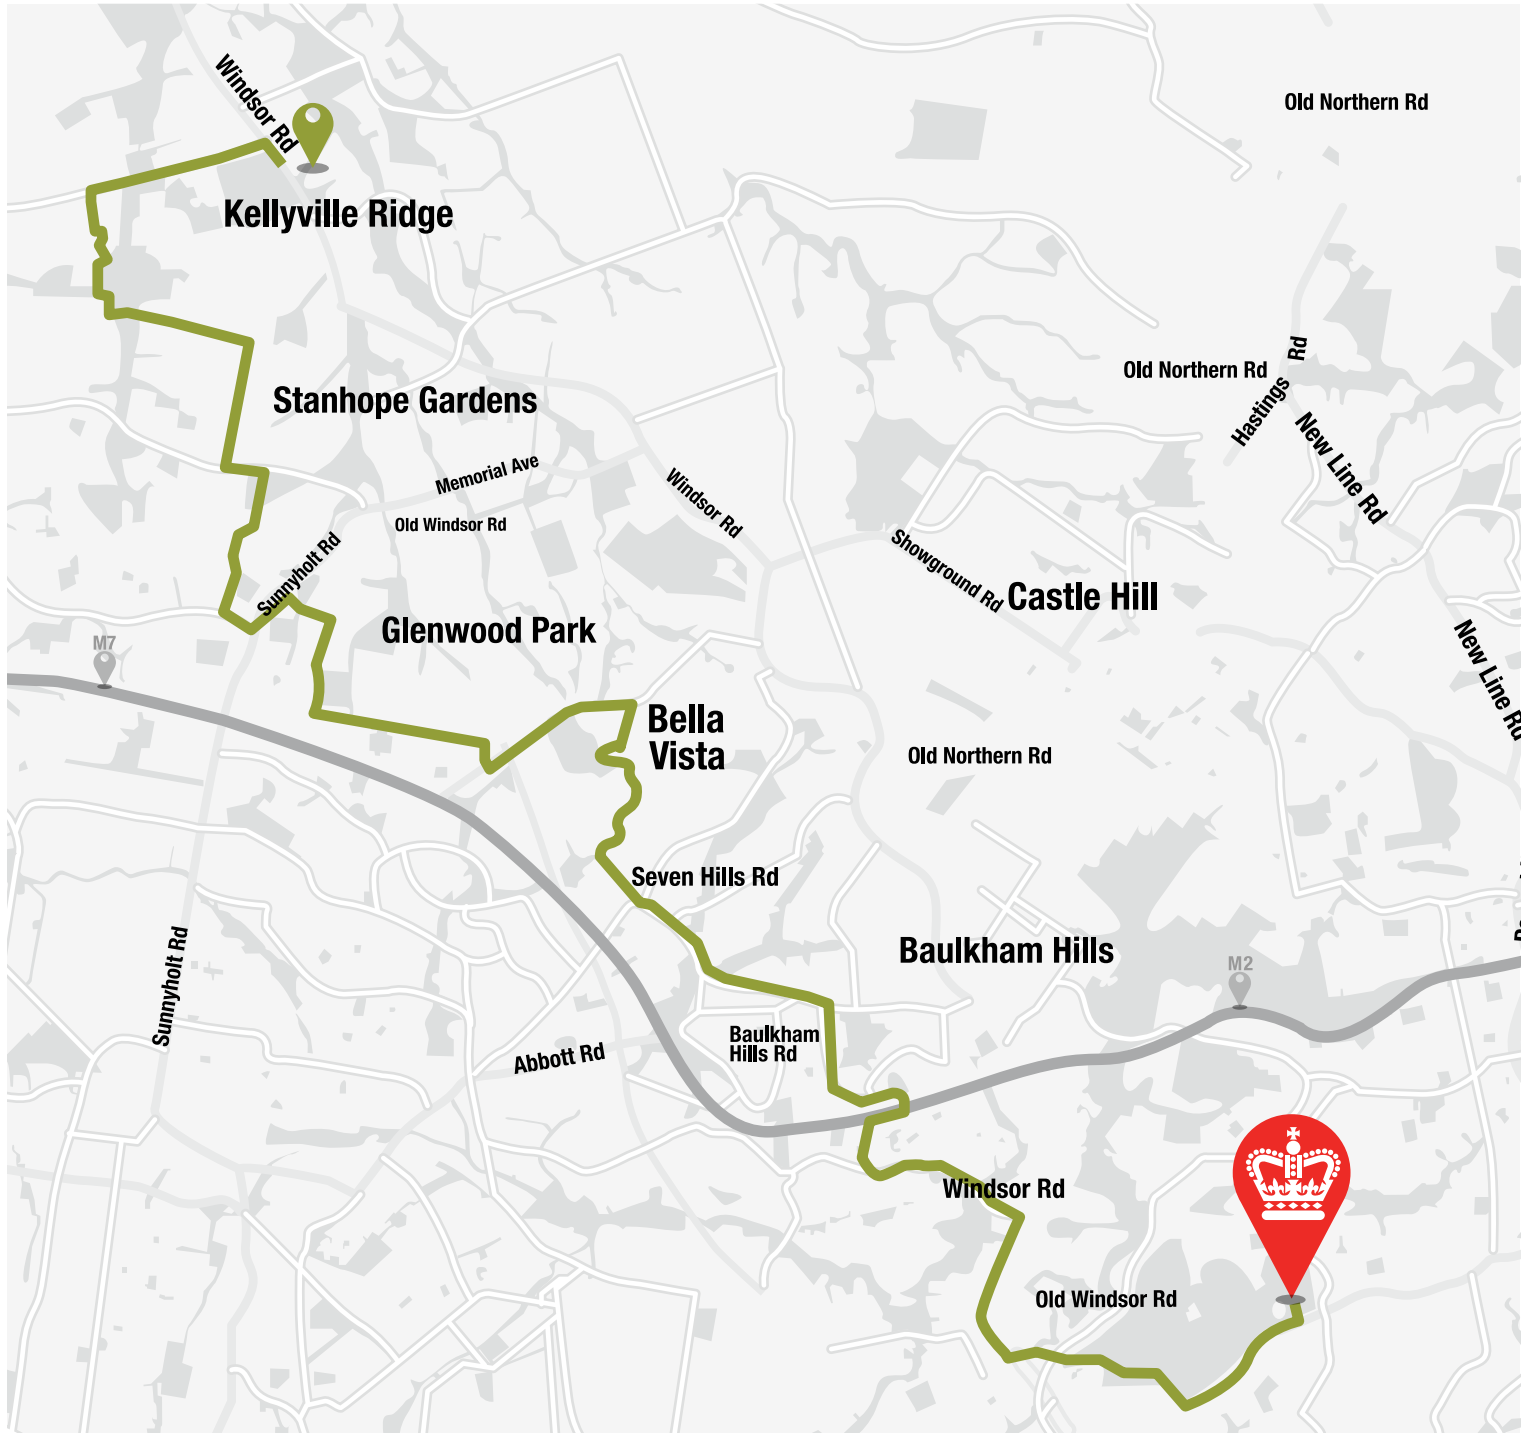 Windsor Rd
Old Northern Rd
Kellyville Ridge
Old Northern Rd
Hastings Rd
Stanhope Gardens
New Line Rd
Memorial Ave
Windsor Rd
Old Windsor Rd
Sunnyholt Rd
Showground Rd
Castle Hill
Glenwood Park
M7
New Line Rd
Bella
Vista
Old Northern Rd
Seven Hills Rd
Sunnyholt Rd
Baulkham Hills
M2
Baulkham
Hills Rd
Abbott Rd
Windsor Rd
Old Windsor Rd